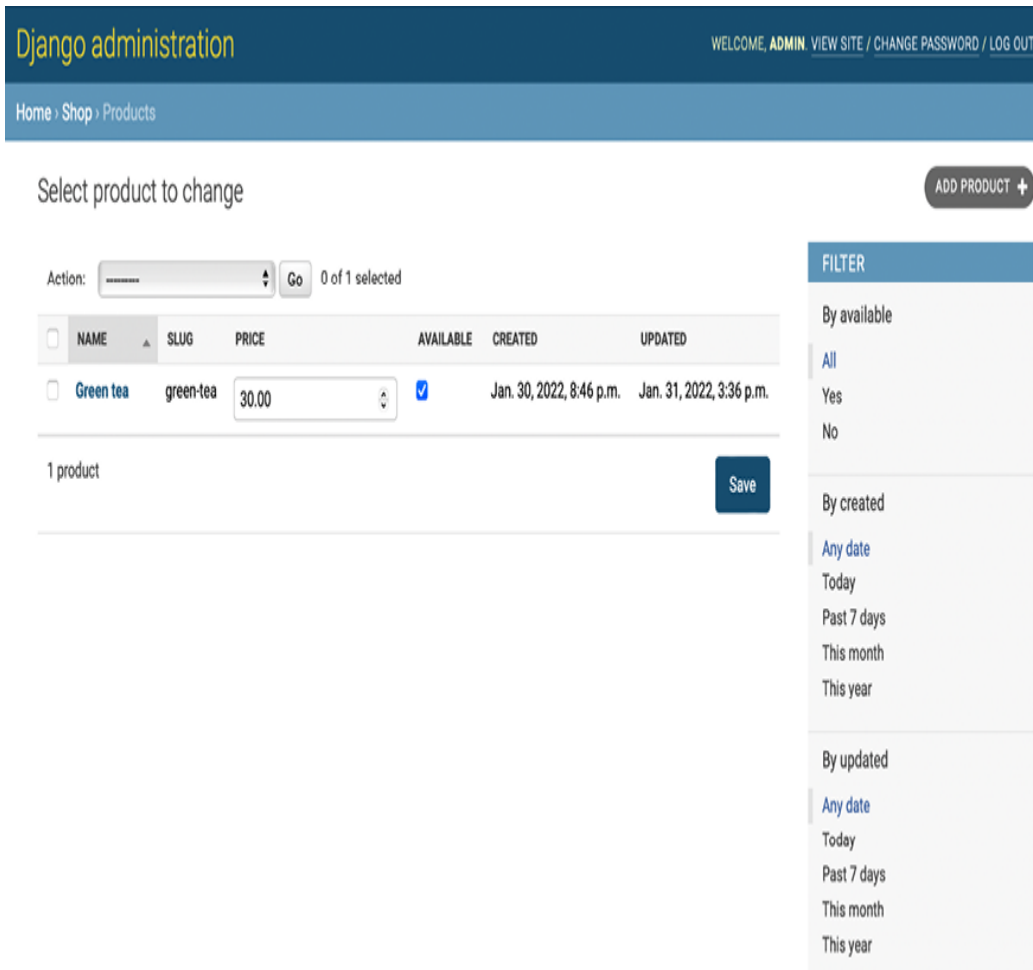 Django administration
WELCOME, ADMIN. VIEW SITE / CHANGE PASSWORD / LOG OUT
Home › Shop › Products
Select product to change
ADD PRODUCT +
Action: --------- Go 0 of 1 selected
NAME SLUG PRICE AVAILABLE CREATED UPDATED
Green tea green-tea 30.00 Jan. 30, 2022, 8:46 p.m. Jan. 31, 2022, 3:36 p.m.
1 product
Save
FILTER
By available
All
Yes
No
By created
Any date
Today
Past 7 days
This month
This year
By updated
Any date
Today
Past 7 days
This month
This year